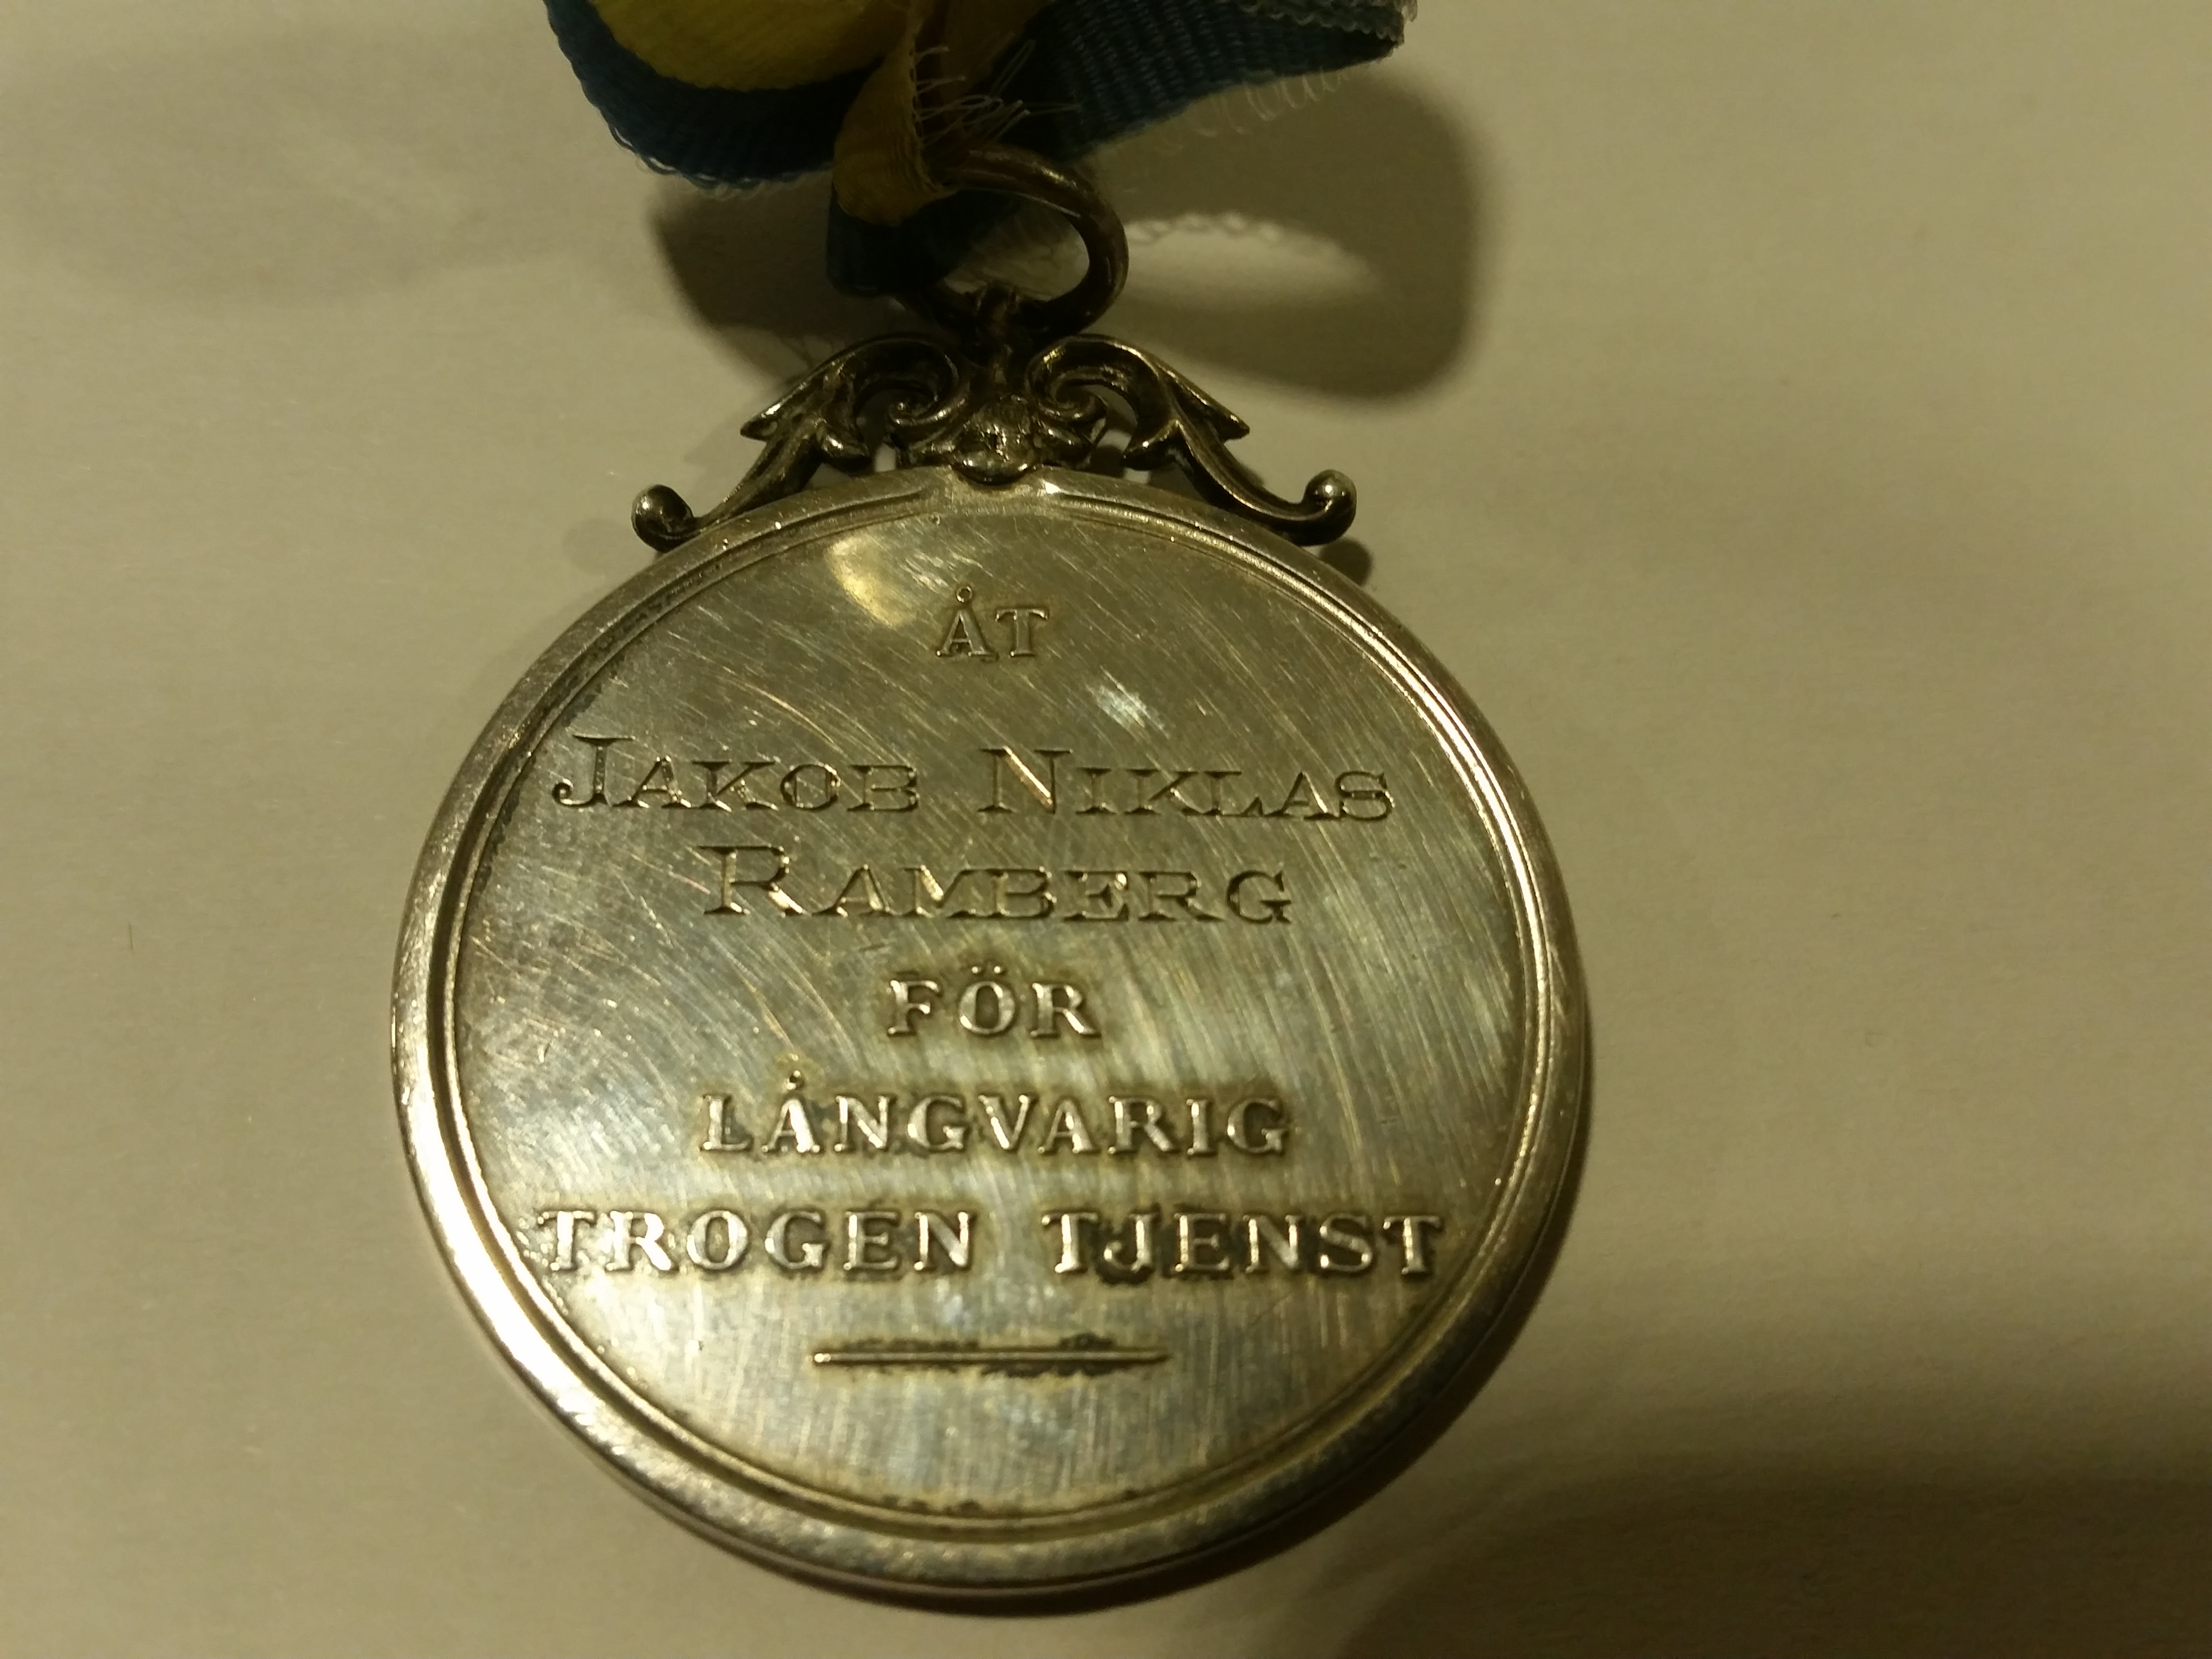 ÅT
JAKOB NIKLAS
RAMBERG
FÖR
LÅNGVARIG
TROGEN TJENST